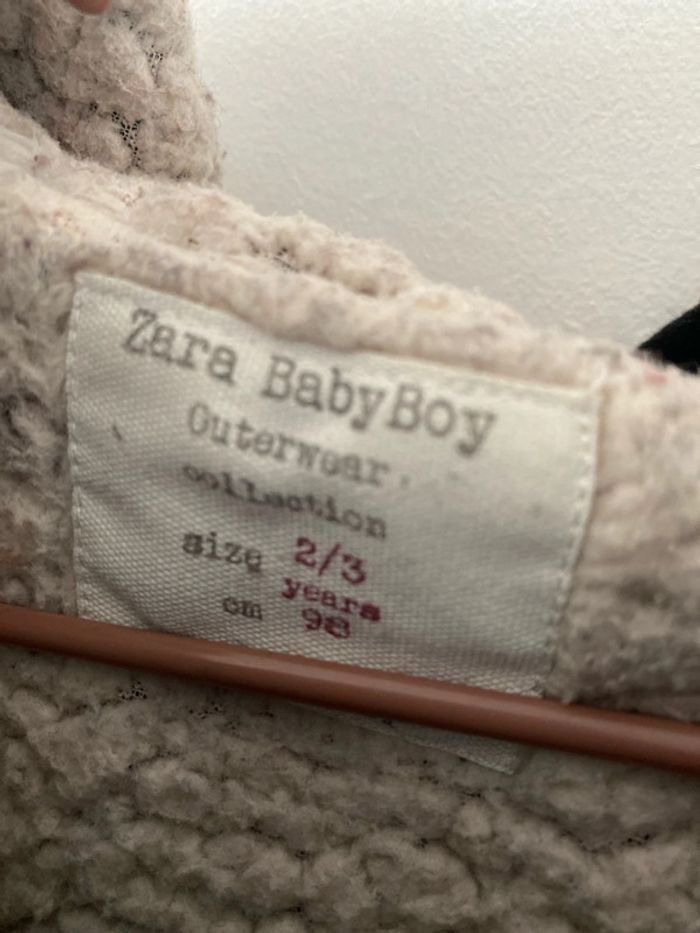 Zara BabyBoy
Outerwear
collection
size 2/3
years
cm 98